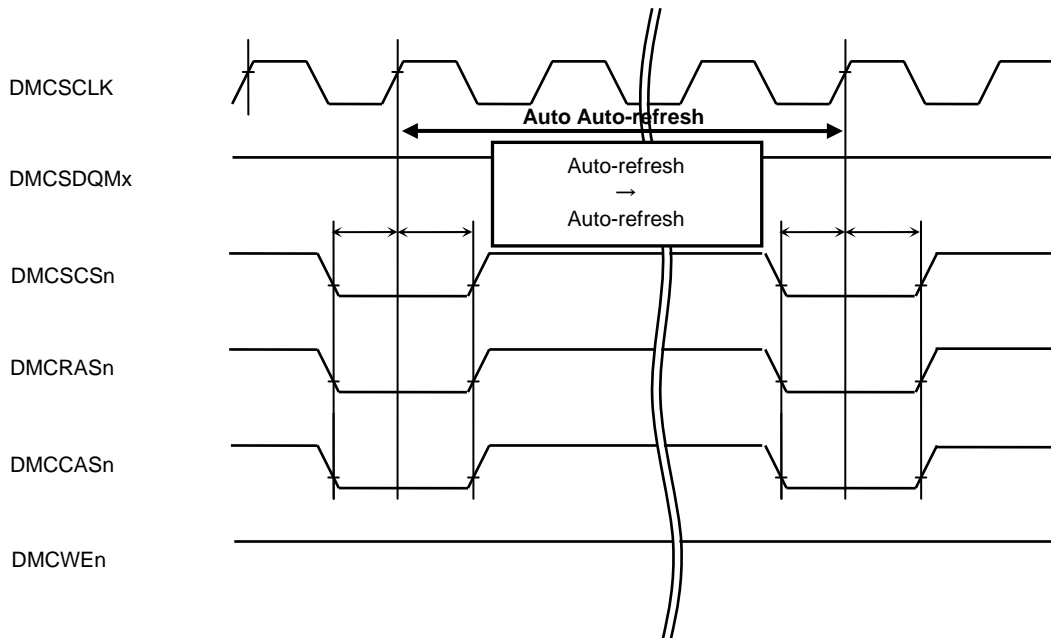 DMCSCLK
Auto Auto-refresh
DMCSDQMx
Auto-refresh
→
Auto-refresh
DMCSCSn
DMCRASn
DMCCASn
DMCWEn